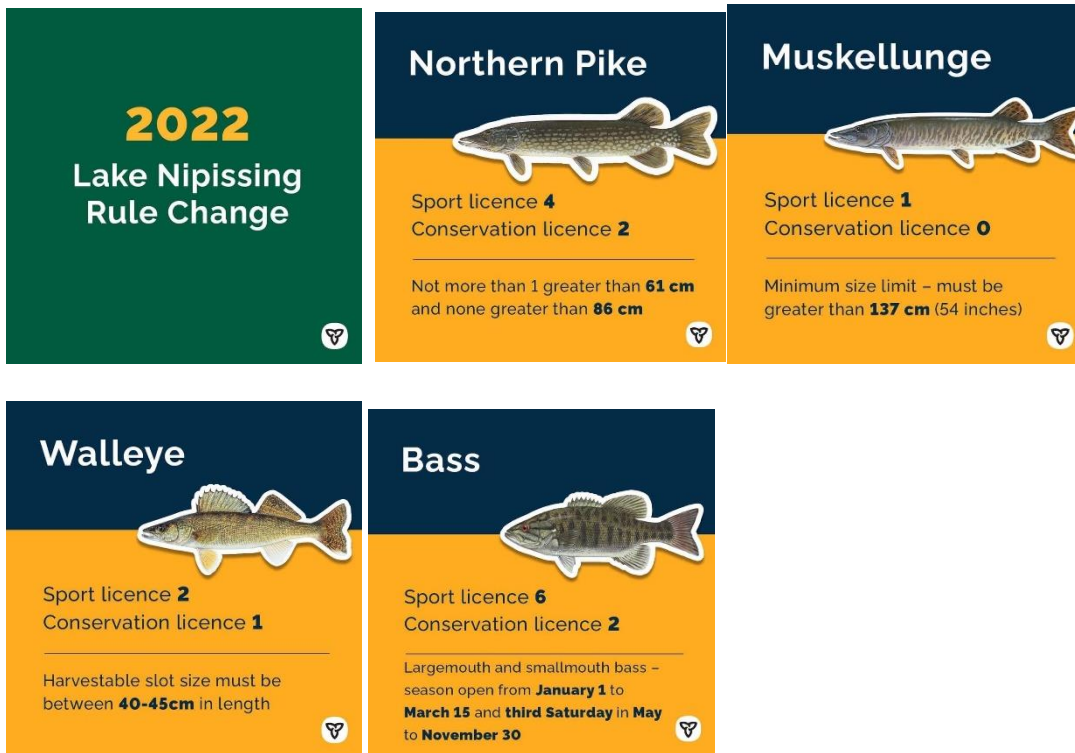 2022
Lake Nipissing
Rule Change
Northern Pike
Sport licence 4
Conservation licence 2
Not more than 1 greater than 61 cm
and none greater than 86 cm
Muskellunge
Sport licence 1
Conservation licence 0
Minimum size limit – must be
greater than 137 cm (54 inches)
Walleye
Sport licence 2
Conservation licence 1
Harvestable slot size must be
between 40-45cm in length
Bass
Sport licence 6
Conservation licence 2
Largemouth and smallmouth bass –
season open from January 1 to
March 15 and third Saturday in May
to November 30